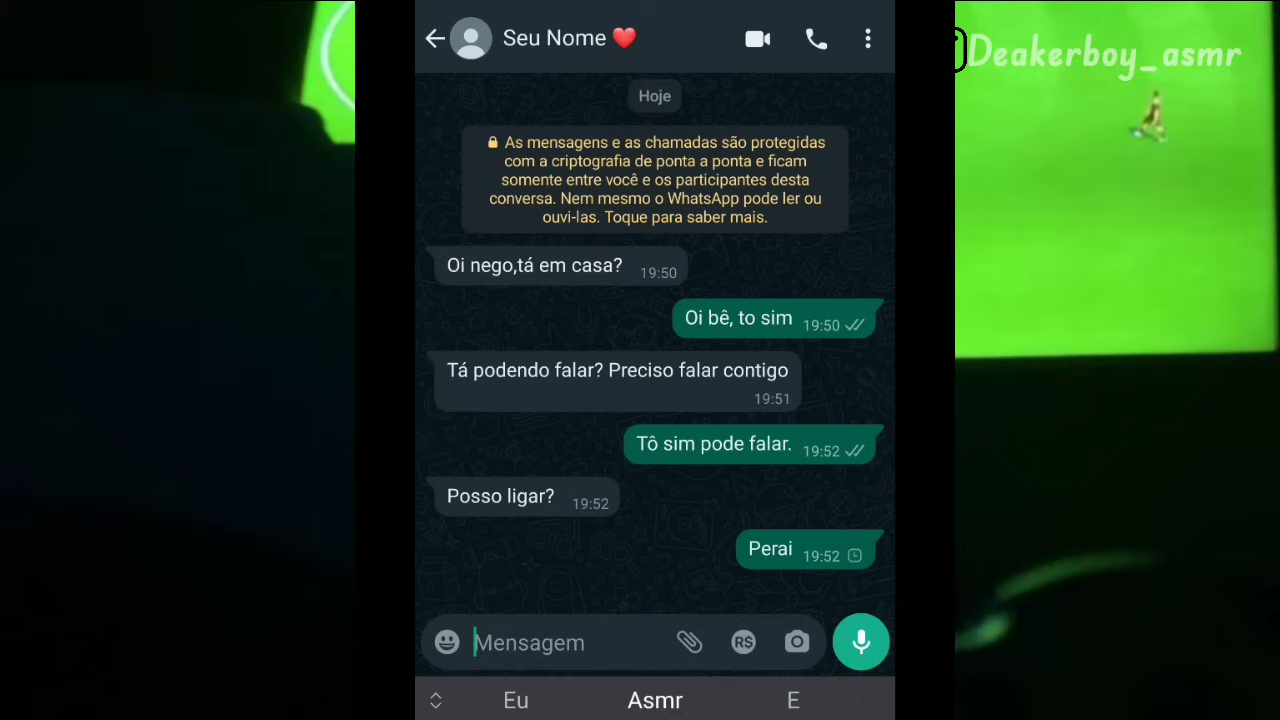 Seu Nome ❤️
Deakerboy_asmr
Hoje
As mensagens e as chamadas são protegidas
com a criptografia de ponta a ponta e ficam
somente entre você e os participantes desta
conversa. Nem mesmo o WhatsApp pode ler ou
ouvi-las. Toque para saber mais.
Oi nego,tá em casa? 19:50
Oi bê, to sim 19:50
Tá podendo falar? Preciso falar contigo
19:51
Tô sim pode falar. 19:52
Posso ligar? 19:52
Perai 19:52
Mensagem
RS
Eu Asmr E